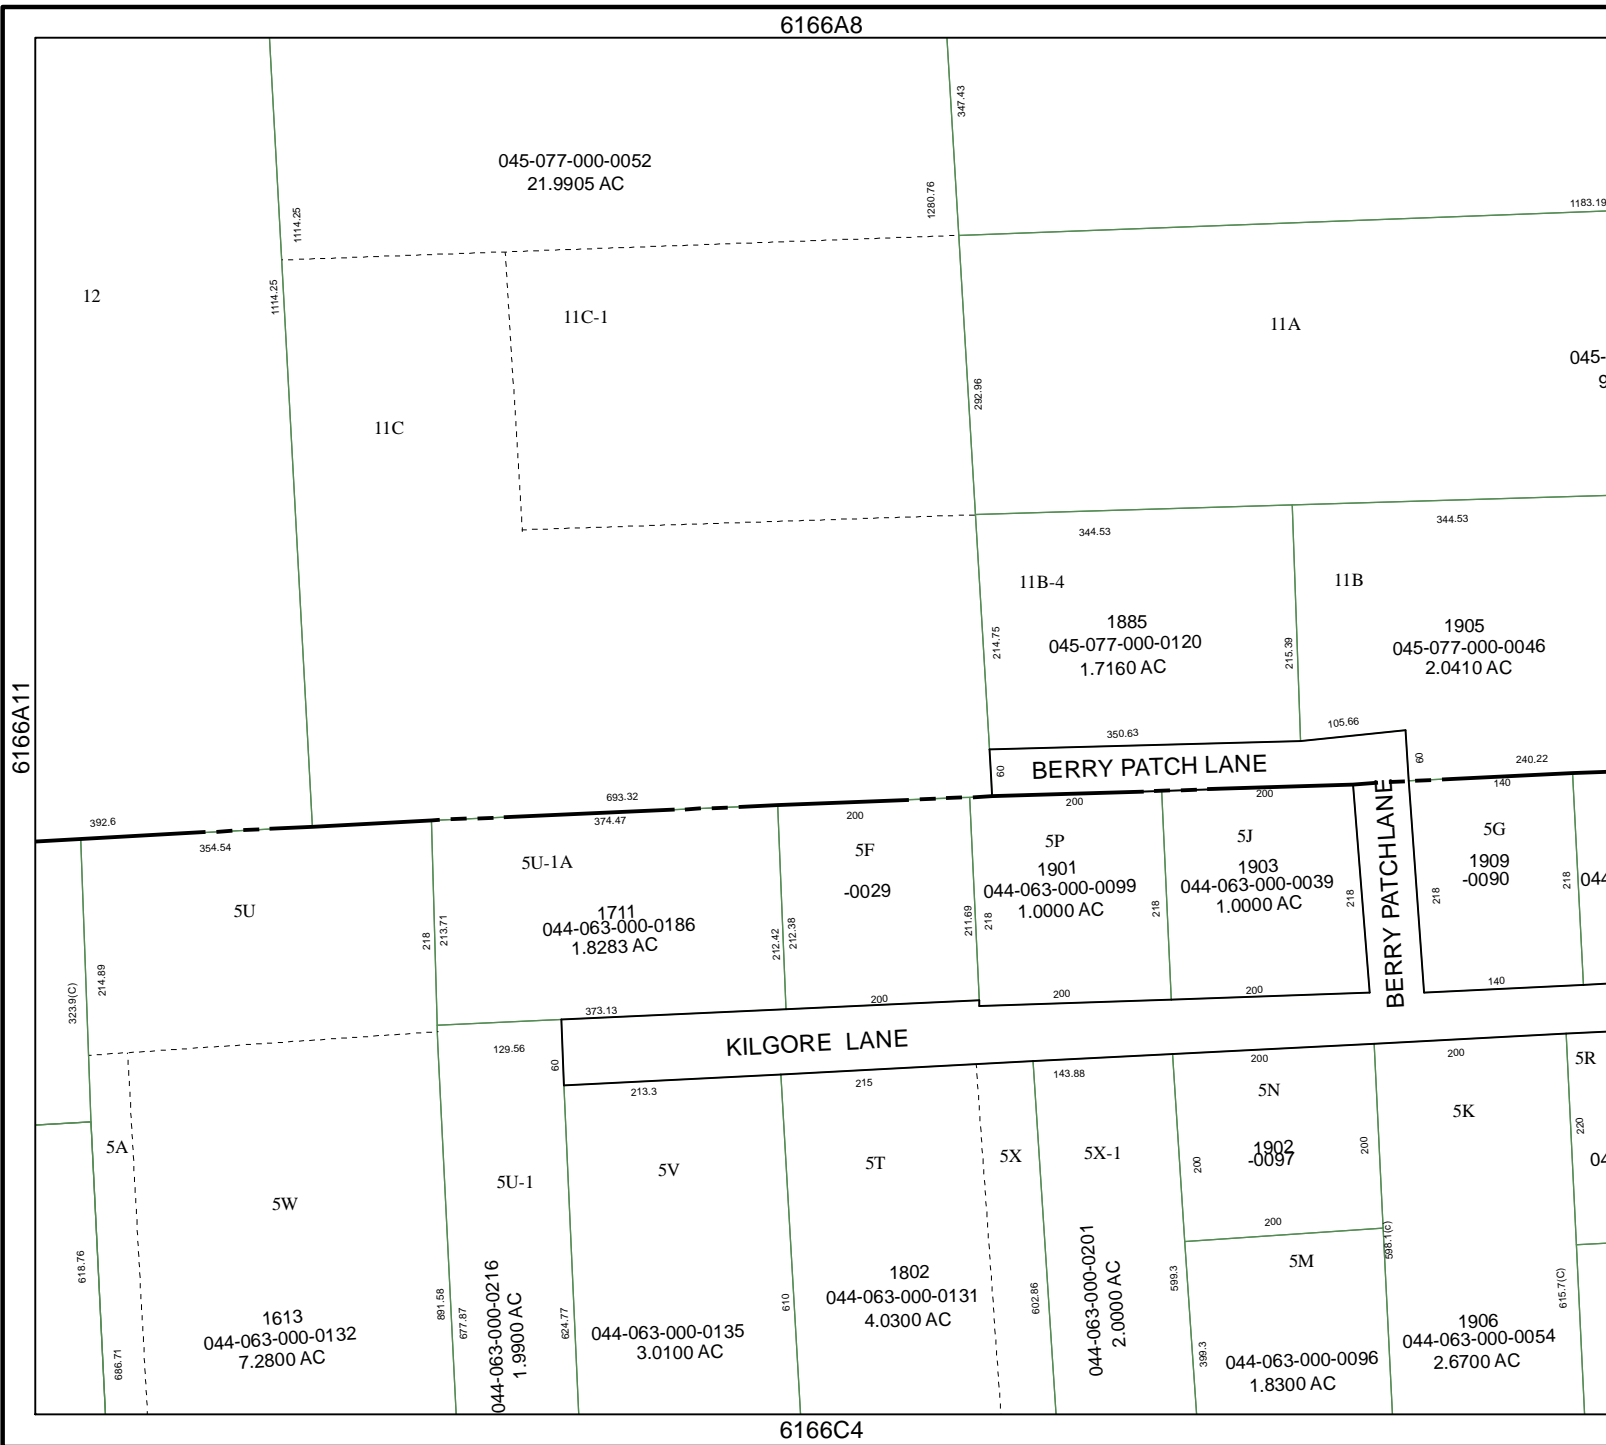 6166A8
347.43
045-077-000-0052
21.9905 AC
1280.76
1183.19
1114.25
12
1114.25
11C-1
11A
045-
9
292.96
11C
344.53
344.53
11B-4
11B
1885
045-077-000-0120
1.7160 AC
214.75
215.39
1905
045-077-000-0046
2.0410 AC
6166A11
350.63
105.66
60
BERRY PATCH LANE
60
240.22
693.32
392.6
354.54
374.47
200
200
200
140
5U
5U-1A
1711
044-063-000-0186
1.8283 AC
5F
-0029
5P
1901
044-063-000-0099
1.0000 AC
5J
1903
044-063-000-0039
1.0000 AC
BERRY PATCHLANE
5G
1909
-0090
044
218
213.71
212.42
212.38
211.69
218
218
218
218
218
323.9(C)
214.89
373.13
200
200
200
140
KILGORE LANE
129.56
60
213.3
215
143.88
200
200
5R
5A
5W
5U-1
5V
5T
5X
5X-1
5N
1902
-0097
200
200
5K
220
04
200
5M
618.76
686.71
1613
044-063-000-0132
7.2800 AC
891.58
677.87
044-063-000-0216
1.9900 AC
624.77
044-063-000-0135
3.0100 AC
610
1802
044-063-000-0131
4.0300 AC
602.86
044-063-000-0201
2.0000 AC
599.3
399.3
044-063-000-0096
1.8300 AC
598.1(C)
1906
044-063-000-0054
2.6700 AC
615.7(C)
6166C4